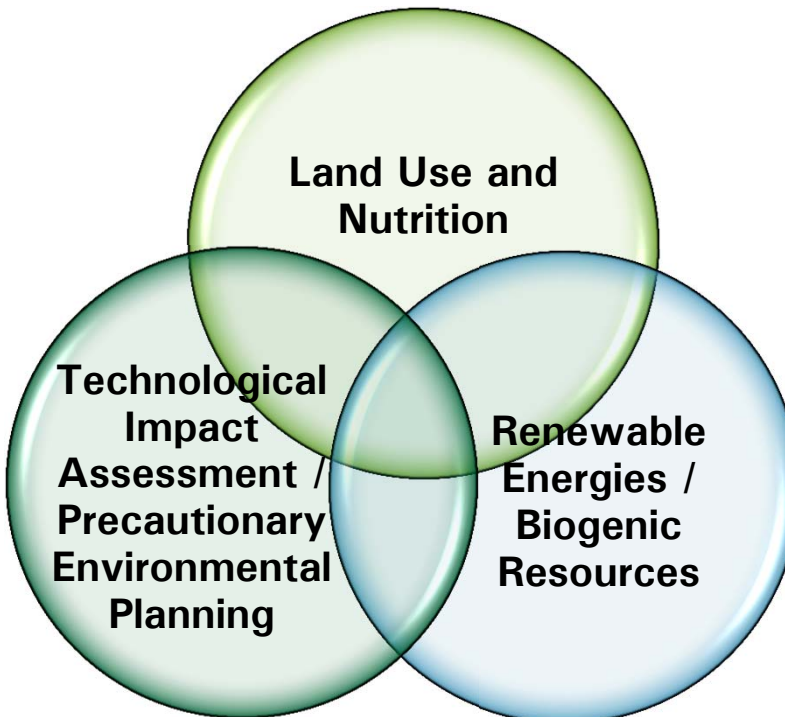 Land Use and
Nutrition
Technological
Impact
Assessment /
Precautionary
Environmental
Planning
Renewable
Energies /
Biogenic
Resources